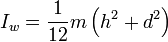 I_w = \frac{1}{12} m \left( h^2 + d^2 \right)